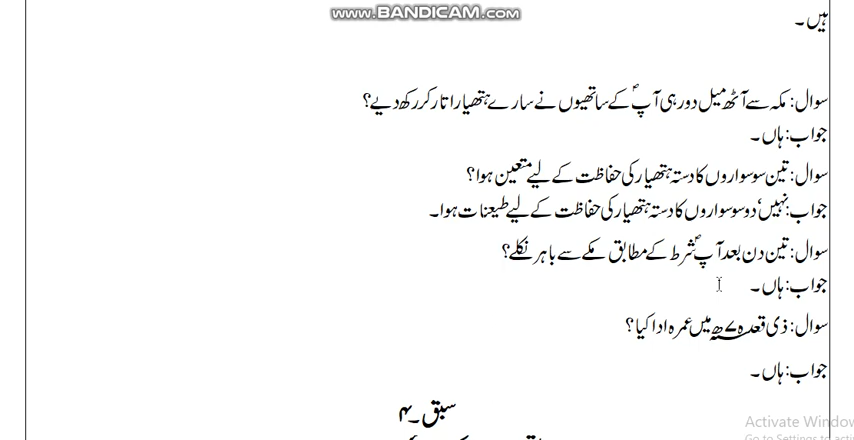 www.BANDICAM.com
ہیں ۔
سوال: مکہ سے آٹھ میل دور ہی آپؐ کے ساتھیوں نے سارے ہتھیار اتار کر رکھ دیے؟
جواب: ہاں ۔
سوال: تین سو سواروں کا دستہ ہتھیار کی حفاظت کے لیے متعین ہوا ؟
جواب: نہیں‘ دو سو سواروں کا دستہ ہتھیار کی حفاظت کے لیے طیعنات ہوا۔
سوال: تین دن بعد آپؐ شرط کے مطابق مکے سے باہر نکلے؟
جواب: ہاں ۔
سوال: ذی قعدہ ۷ھ میں عمرہ ادا کیا ؟
جواب: ہاں ۔
سبق ۔۴
Activate Window